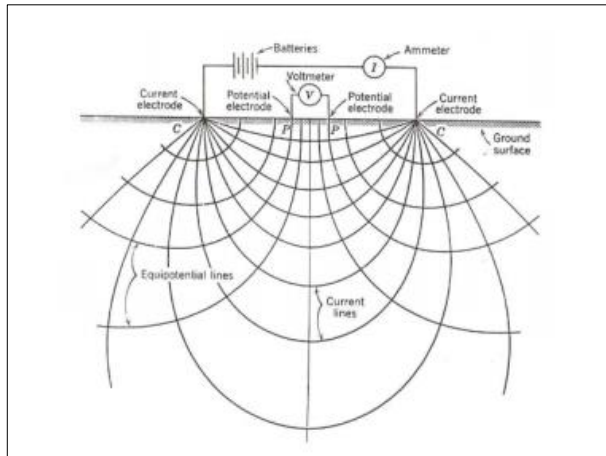 Batteries
Ammeter
I
Voltmeter
V
Current
electrode
Potential
electrode
Potential
electrode
Current
electrode
C
P
P
C
Ground
surface
Equipotential lines
Current
lines